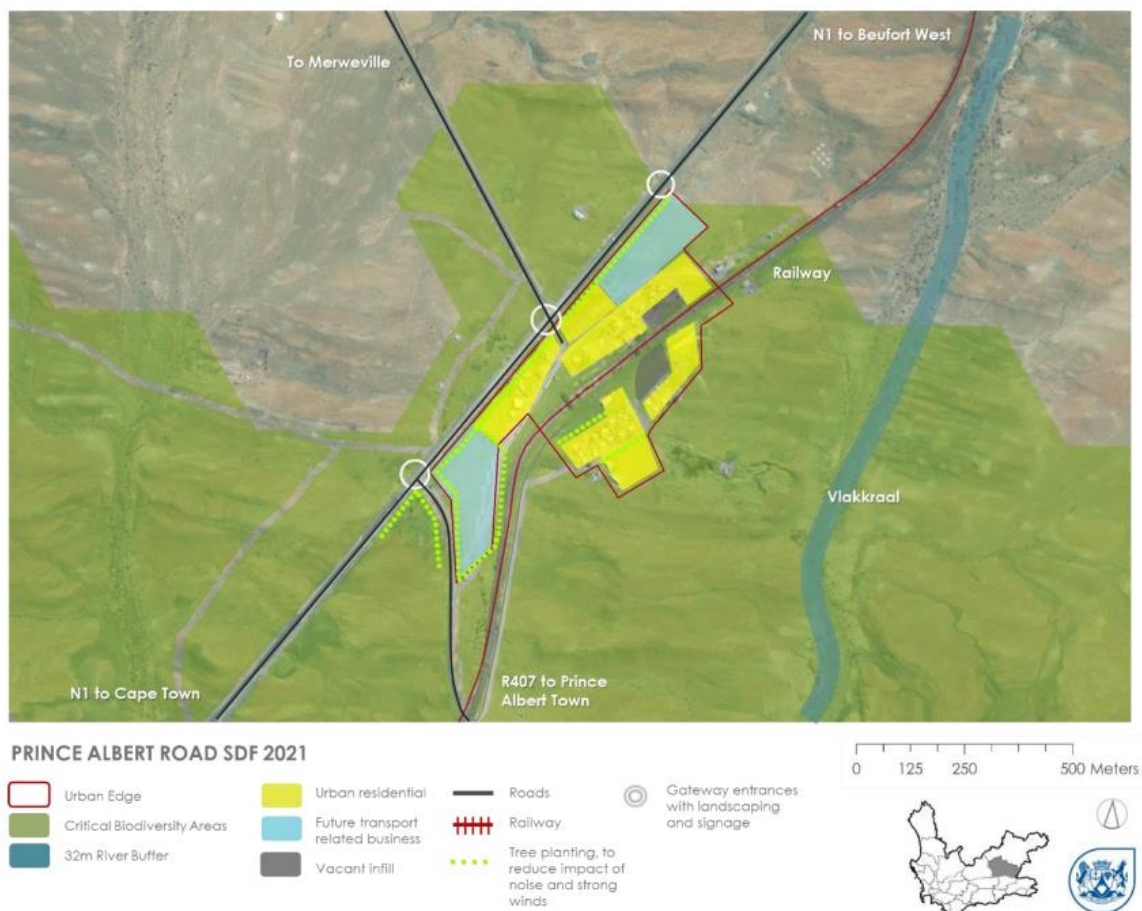 N1 to Beufort West
To Merweville
Railway
Vlakkraal
N1 to Cape Town
R407 to Prince
Albert Town
PRINCE ALBERT ROAD SDF 2021
Urban Edge
Critical Biodiversity Areas
32m River Buffer
Urban residential
Future transport
related business
Vacant infill
Roads
Railway
Tree planting, to
reduce impact of
noise and strong
winds
Gateway entrances
with landscaping
and signage
0 125 250 500 Meters